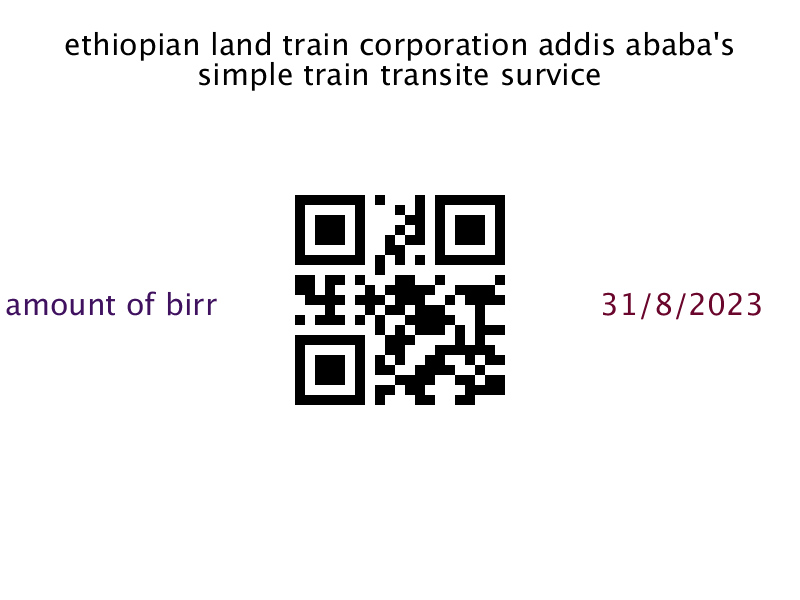 ethiopian land train corporation addis ababa's
simple train transite survice
amount of birr
31/8/2023